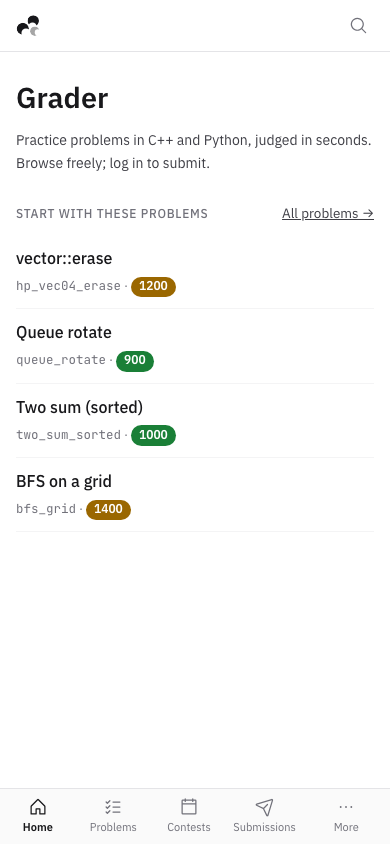 Grader
Practice problems in C++ and Python, judged in seconds.
Browse freely; log in to submit.
START WITH THESE PROBLEMS All problems →
vector::erase
hp_vec04_erase · 1200
Queue rotate
queue_rotate · 900
Two sum (sorted)
two_sum_sorted · 1000
BFS on a grid
bfs_grid · 1400
Home Problems Contests Submissions More